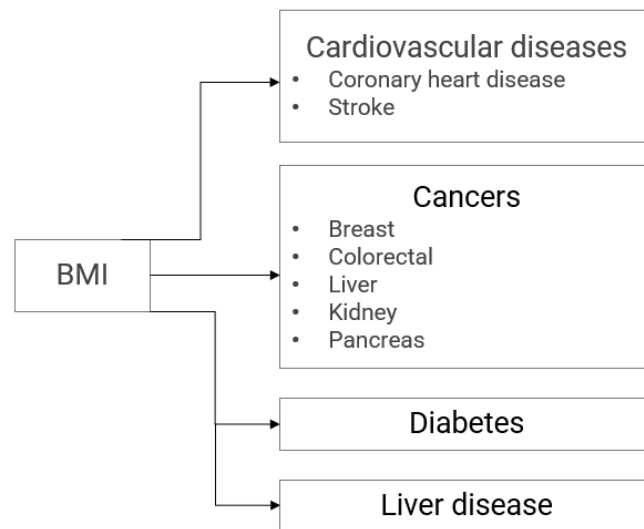 Cardiovascular diseases
• Coronary heart disease
• Stroke
Cancers
• Breast
• Colorectal
• Liver
• Kidney
• Pancreas
BMI
Diabetes
Liver disease